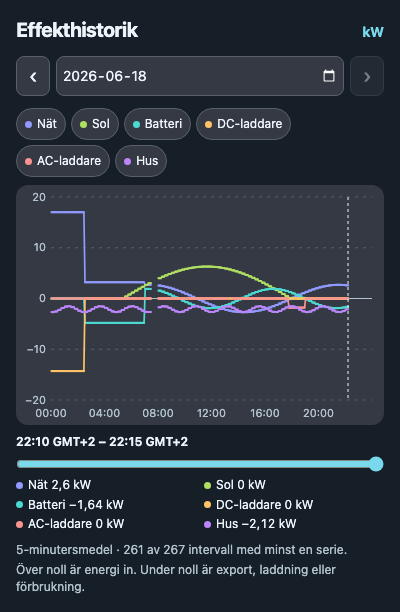 Effekthistorik
kW
2026-06-18
Nät
Sol
Batteri
DC-laddare
AC-laddare
Hus
20
10
0
−10
−20
00:00 04:00 08:00 12:00 16:00 20:00
22:10 GMT+2 – 22:15 GMT+2
Nät 2,6 kW
Sol 0 kW
Batteri −1,64 kW
DC-laddare 0 kW
AC-laddare 0 kW
Hus −2,12 kW
5-minutersmedel · 261 av 267 intervall med minst en serie.
Över noll är energi in. Under noll är export, laddning eller
förbrukning.